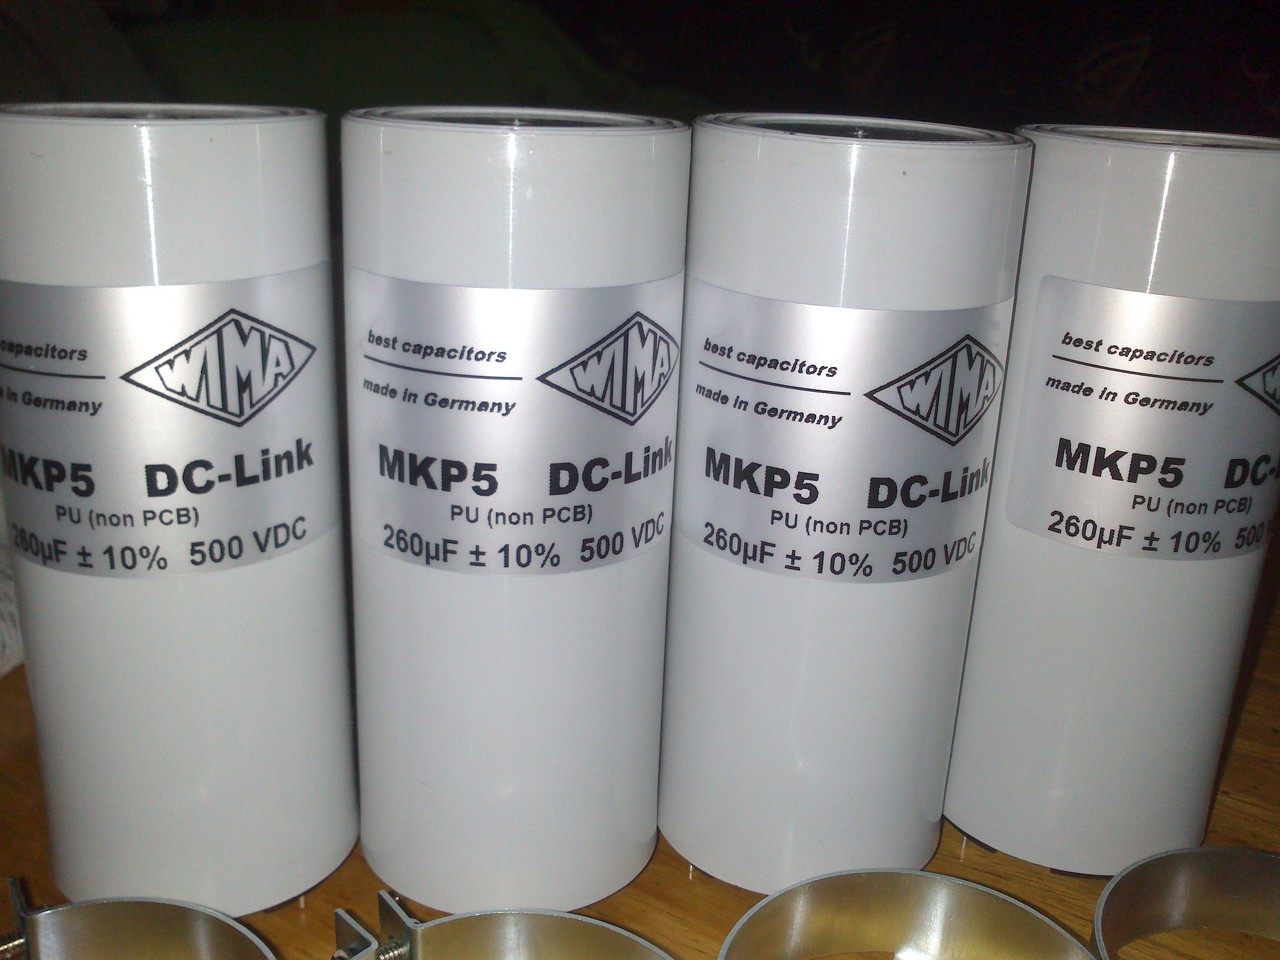 capacitors
in Germany
WIMA
MKP5 DC-Link
PU (non PCB)
260µF ± 10% 500 VDC
best capacitors
made in Germany
WIMA
MKP5 DC-Link
PU (non PCB)
260µF ± 10% 500 VDC
best capacitors
made in Germany
WIMA
MKP5 DC-Link
PU (non PCB)
260µF ± 10% 500 VDC
best capacitors
made in Germany
MKP5 DC-
PU (non PCB)
260µF ± 10% 500